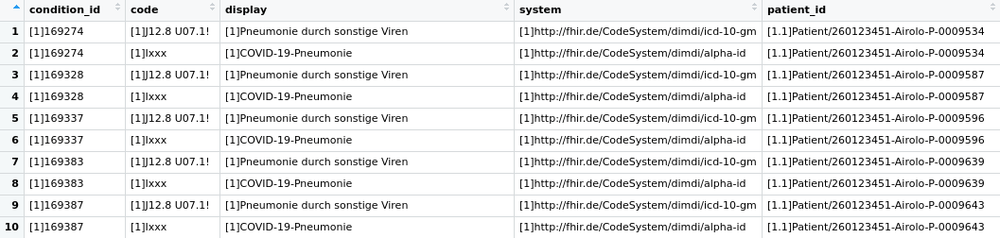 condition_id code display system patient_id
1 [1]169274 [1]J12.8 U07.1! [1]Pneumonie durch sonstige Viren [1]http://fhir.de/CodeSystem/dimdi/icd-10-gm [1.1]Patient/260123451-Airolo-P-0009534
2 [1]169274 [1]Ixxx [1]COVID-19-Pneumonie [1]http://fhir.de/CodeSystem/dimdi/alpha-id [1.1]Patient/260123451-Airolo-P-0009534
3 [1]169328 [1]J12.8 U07.1! [1]Pneumonie durch sonstige Viren [1]http://fhir.de/CodeSystem/dimdi/icd-10-gm [1.1]Patient/260123451-Airolo-P-0009587
4 [1]169328 [1]Ixxx [1]COVID-19-Pneumonie [1]http://fhir.de/CodeSystem/dimdi/alpha-id [1.1]Patient/260123451-Airolo-P-0009587
5 [1]169337 [1]J12.8 U07.1! [1]Pneumonie durch sonstige Viren [1]http://fhir.de/CodeSystem/dimdi/icd-10-gm [1.1]Patient/260123451-Airolo-P-0009596
6 [1]169337 [1]Ixxx [1]COVID-19-Pneumonie [1]http://fhir.de/CodeSystem/dimdi/alpha-id [1.1]Patient/260123451-Airolo-P-0009596
7 [1]169383 [1]J12.8 U07.1! [1]Pneumonie durch sonstige Viren [1]http://fhir.de/CodeSystem/dimdi/icd-10-gm [1.1]Patient/260123451-Airolo-P-0009639
8 [1]169383 [1]Ixxx [1]COVID-19-Pneumonie [1]http://fhir.de/CodeSystem/dimdi/alpha-id [1.1]Patient/260123451-Airolo-P-0009639
9 [1]169387 [1]J12.8 U07.1! [1]Pneumonie durch sonstige Viren [1]http://fhir.de/CodeSystem/dimdi/icd-10-gm [1.1]Patient/260123451-Airolo-P-0009643
10 [1]169387 [1]Ixxx [1]COVID-19-Pneumonie [1]http://fhir.de/CodeSystem/dimdi/alpha-id [1.1]Patient/260123451-Airolo-P-0009643